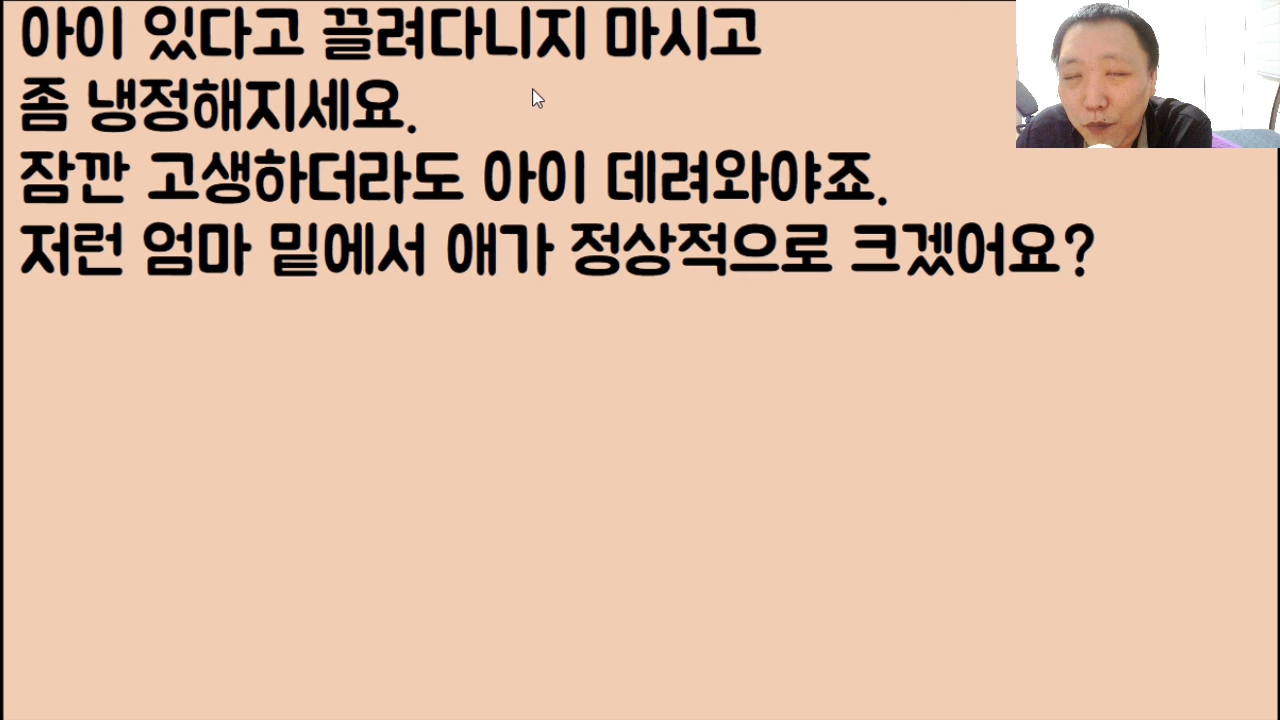 아이 있다고 끌려다니지 마시고
좀 냉정해지세요.
잠깐 고생하더라도 아이 데려와야죠.
저런 엄마 밑에서 애가 정상적으로 크겠어요?